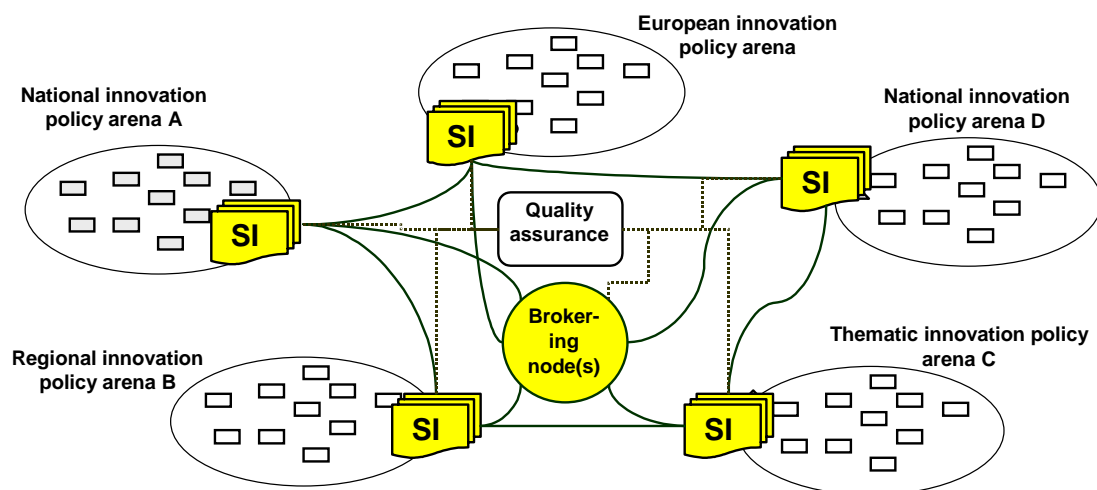 European innovation
policy arena
National innovation
policy arena A
National innovation
policy arena D
SI
SI
SI
Quality
assurance
Broker-
ing
node(s)
Regional innovation
policy arena B
Thematic innovation policy
arena C
SI
SI